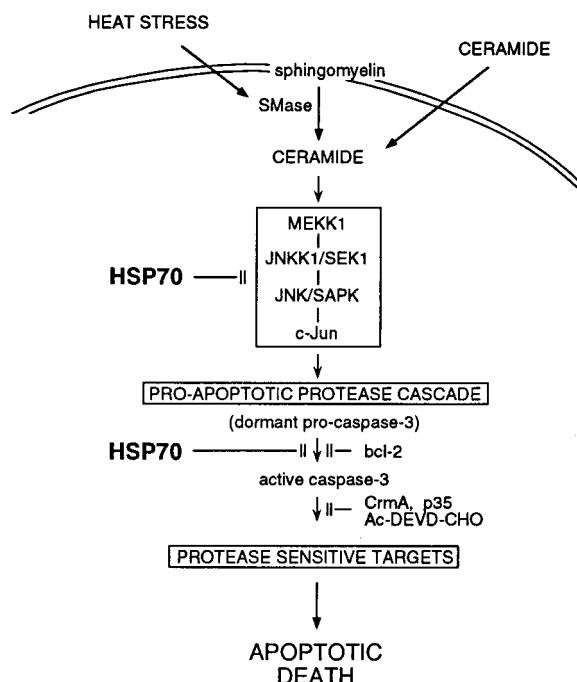 HEAT STRESS
CERAMIDE
sphingomyelin
SMase
CERAMIDE
MEKK1
JNKK1/SEK1
HSP70
JNK/SAPK
c-Jun
PRO-APOPTOTIC PROTEASE CASCADE
(dormant pro-caspase-3)
HSP70
bcl-2
active caspase-3
CrmA, p35
Ac-DEVD-CHO
PROTEASE SENSITIVE TARGETS
APOPTOTIC
DEATH